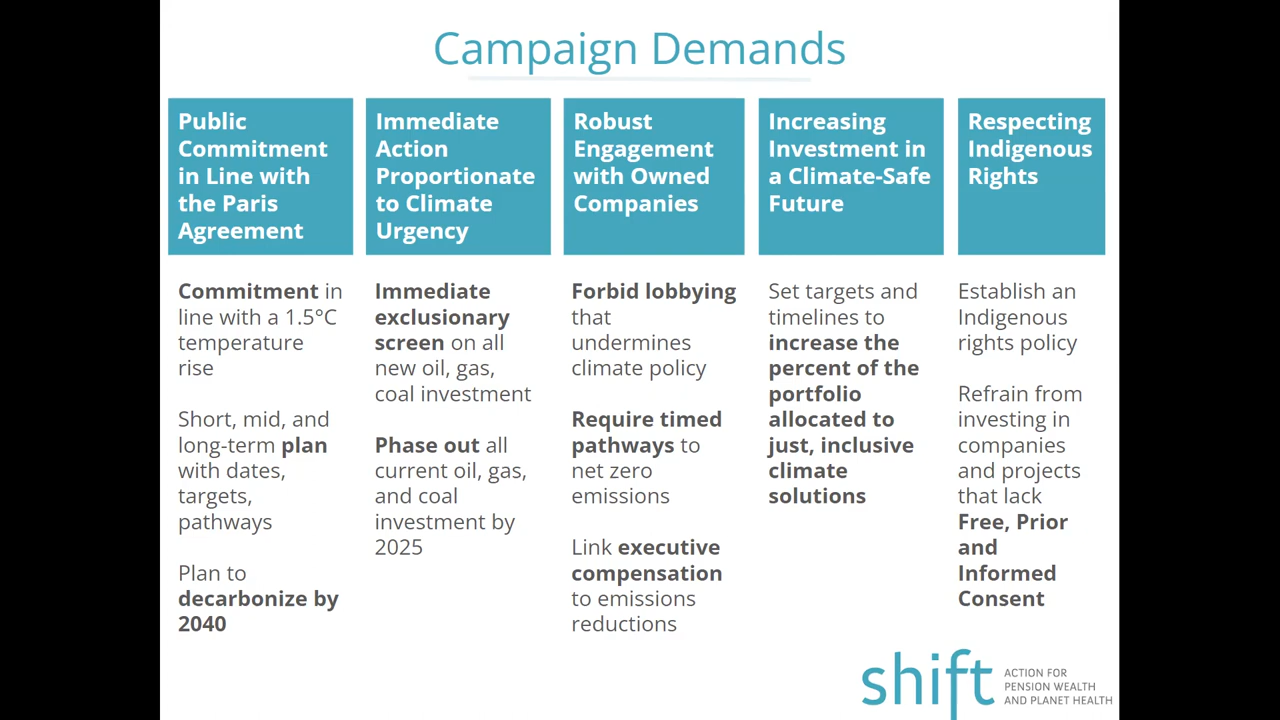 Campaign Demands
Public
Commitment
in Line with
the Paris
Agreement
Commitment in
line with a 1.5°C
temperature
rise
Short, mid, and
long-term plan
with dates,
targets,
pathways
Plan to
decarbonize by
2040
Immediate
Action
Proportionate
to Climate
Urgency
Immediate
exclusionary
screen on all
new oil, gas,
coal investment
Phase out all
current oil, gas,
and coal
investment by
2025
Robust
Engagement
with Owned
Companies
Forbid lobbying
that
undermines
climate policy
Require timed
pathways to
net zero
emissions
Link executive
compensation
to emissions
reductions
Increasing
Investment in
a Climate-Safe
Future
Set targets and
timelines to
increase the
percent of the
portfolio
allocated to
just, inclusive
climate
solutions
Respecting
Indigenous
Rights
Establish an
Indigenous
rights policy
Refrain from
investing in
companies
and projects
that lack
Free, Prior
and
Informed
Consent
shift
ACTION FOR
PENSION WEALTH
AND PLANET HEALTH